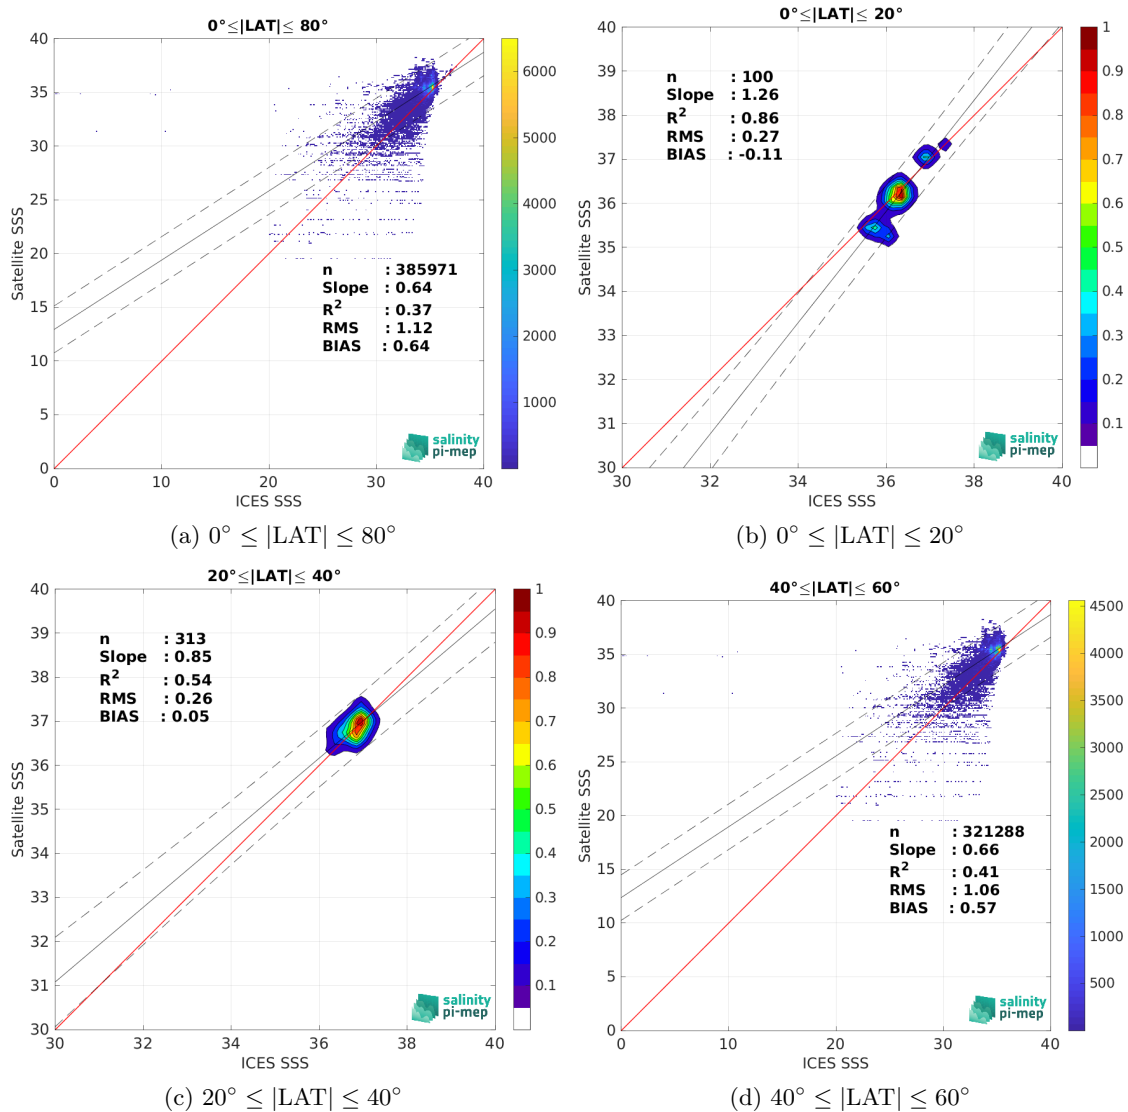 0°≤|LAT|≤ 80°
40
35
30
25
20
15
10
5
0
0
10
20
30
40
Satellite SSS
ICES SSS
n : 385971
Slope : 0.64
R² : 0.37
RMS : 1.12
BIAS : 0.64
salinity
pi-mep
6000
5000
4000
3000
2000
1000
(a) 0° ≤ |LAT| ≤ 80°
0°≤|LAT|≤ 20°
40
39
38
37
36
35
34
33
32
31
30
30
32
34
36
38
40
Satellite SSS
ICES SSS
n : 100
Slope : 1.26
R² : 0.86
RMS : 0.27
BIAS : -0.11
salinity
pi-mep
1
0.9
0.8
0.7
0.6
0.5
0.4
0.3
0.2
0.1
(b) 0° ≤ |LAT| ≤ 20°
20°≤|LAT|≤ 40°
40
39
38
37
36
35
34
33
32
31
30
30
32
34
36
38
40
Satellite SSS
ICES SSS
n : 313
Slope : 0.85
R² : 0.54
RMS : 0.26
BIAS : 0.05
salinity
pi-mep
1
0.9
0.8
0.7
0.6
0.5
0.4
0.3
0.2
0.1
(c) 20° ≤ |LAT| ≤ 40°
40°≤|LAT|≤ 60°
40
35
30
25
20
15
10
5
0
0
10
20
30
40
Satellite SSS
ICES SSS
n : 321288
Slope : 0.66
R² : 0.41
RMS : 1.06
BIAS : 0.57
salinity
pi-mep
4500
4000
3500
3000
2500
2000
1500
1000
500
(d) 40° ≤ |LAT| ≤ 60°